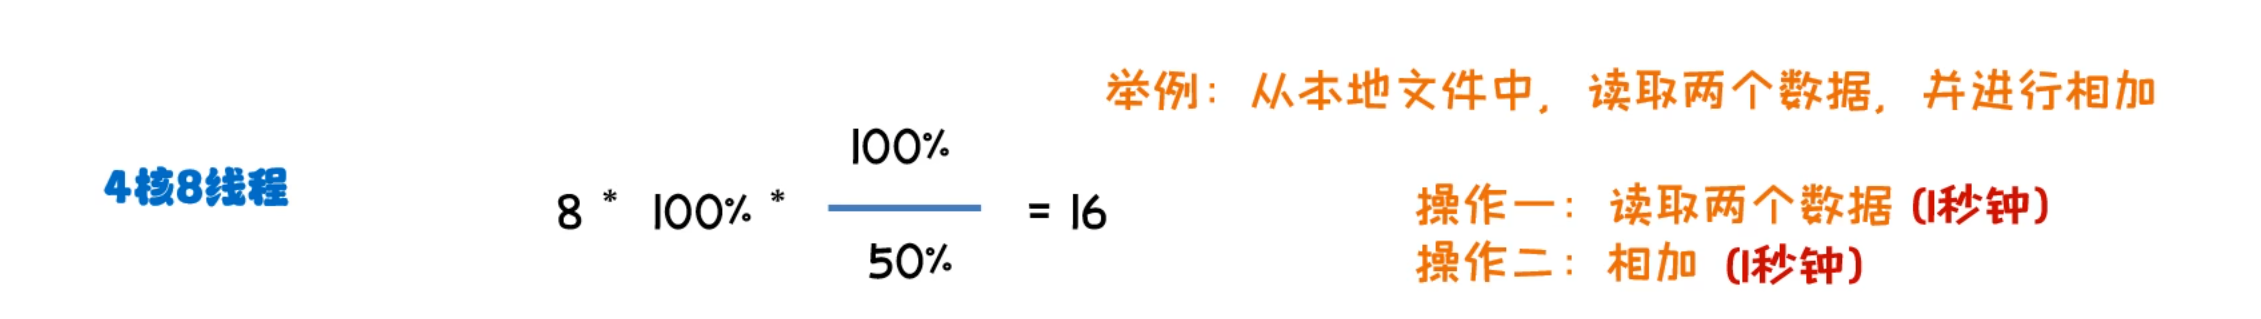 举例：从本地文件中，读取两个数据，并进行相加
4核8线程
100%
8 * 100% * = 16
50%
操作一：读取两个数据 (1秒钟)
操作二：相加 (1秒钟)